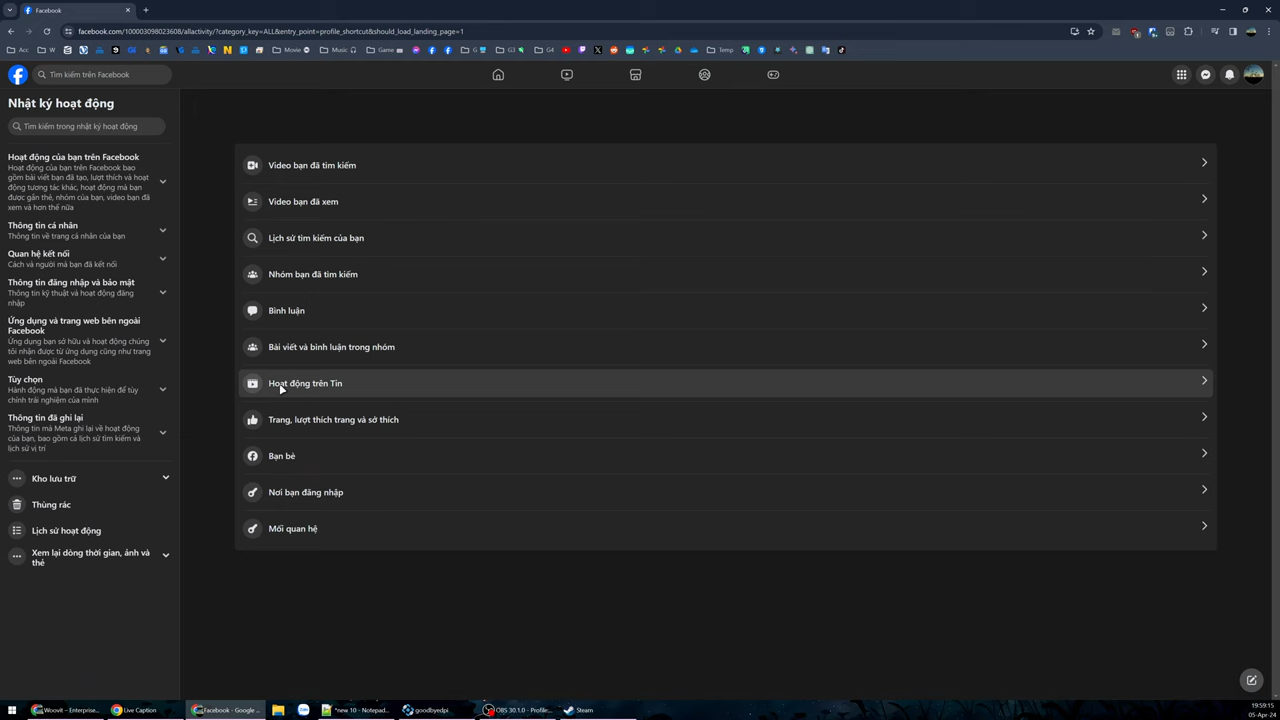 Facebook
facebook.com/100003098023608/allactivity/?category_key=ALL&entry_point=profile_shortcut&should_load_landing_page=1
Acc
W
Movie
Music ♫
Game
G
G3
G4
Temp
Tìm kiếm trên Facebook
Nhật ký hoạt động
Tìm kiếm trong nhật ký hoạt động
Hoạt động của bạn trên Facebook
Hoạt động của bạn trên Facebook bao
gồm bài viết bạn đã tạo, lượt thích và hoạt
động tương tác khác, hoạt động mà bạn
được gắn thẻ, nhóm của bạn, video bạn đã
xem và hơn thế nữa
Thông tin cá nhân
Thông tin về trang cá nhân của bạn
Quan hệ kết nối
Cách và người mà bạn đã kết nối
Thông tin đăng nhập và bảo mật
Thông tin kỹ thuật và hoạt động đăng
nhập
Ứng dụng và trang web bên ngoài
Facebook
Ứng dụng bạn sở hữu và hoạt động chúng
tôi nhận được từ ứng dụng cũng như trang
web bên ngoài Facebook
Tùy chọn
Hành động mà bạn đã thực hiện để tùy
chỉnh trải nghiệm của mình
Thông tin đã ghi lại
Thông tin mà Meta ghi lại về hoạt động
của bạn, bao gồm cả lịch sử tìm kiếm và
lịch sử vị trí
Kho lưu trữ
Thùng rác
Lịch sử hoạt động
Xem lại dòng thời gian, ảnh và
thẻ
Video bạn đã tìm kiếm
Video bạn đã xem
Lịch sử tìm kiếm của bạn
Nhóm bạn đã tìm kiếm
Bình luận
Bài viết và bình luận trong nhóm
Hoạt động trên Tin
Trang, lượt thích trang và sở thích
Bạn bè
Nơi bạn đăng nhập
Mối quan hệ
Woovit – Enterprise...
Live Caption
Facebook - Google ...
*new 10 - Notepad...
goodbyedpi
OBS 30.1.0 - Profile:...
Steam
19:59:15
05-Apr-24